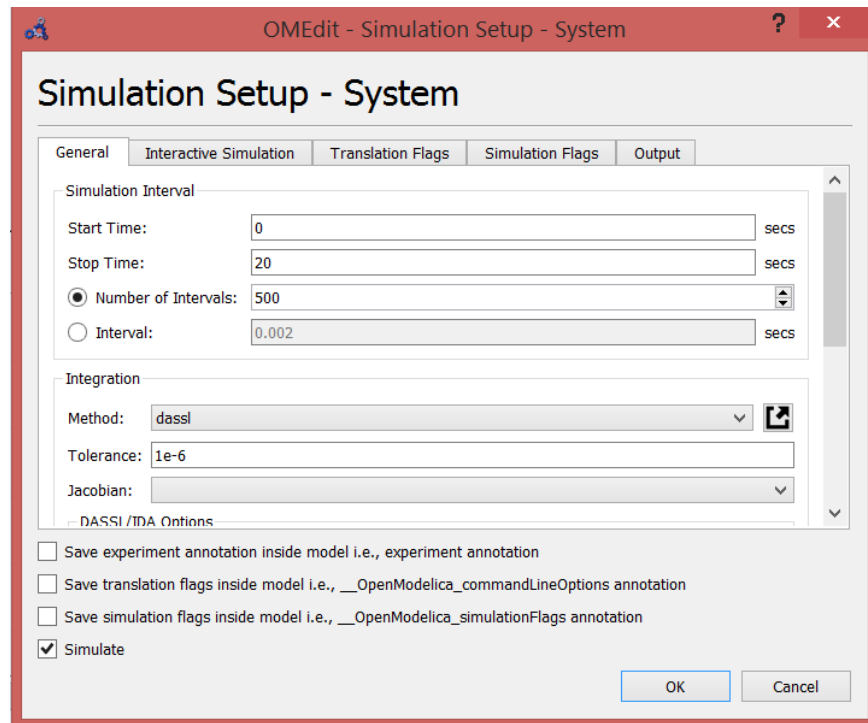 OMEdit - Simulation Setup - System ? ×
Simulation Setup - System
General Interactive Simulation Translation Flags Simulation Flags Output
Simulation Interval
Start Time: 0 secs
Stop Time: 20 secs
Number of Intervals: 500
Interval: 0.002 secs
Integration
Method: dassl
Tolerance: 1e-6
Jacobian:
DASSL/IDA Options
Save experiment annotation inside model i.e., experiment annotation
Save translation flags inside model i.e., __OpenModelica_commandLineOptions annotation
Save simulation flags inside model i.e., __OpenModelica_simulationFlags annotation
Simulate
OK Cancel